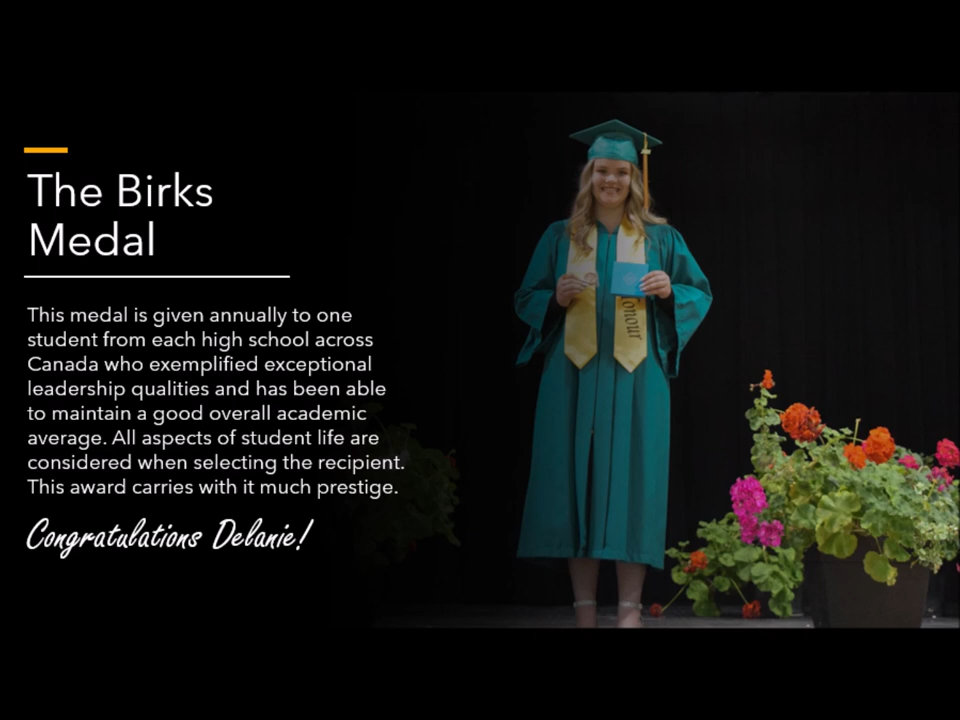 The Birks
Medal
This medal is given annually to one
student from each high school across
Canada who exemplified exceptional
leadership qualities and has been able
to maintain a good overall academic
average. All aspects of student life are
considered when selecting the recipient.
This award carries with it much prestige.
Congratulations Delanie!
Honour